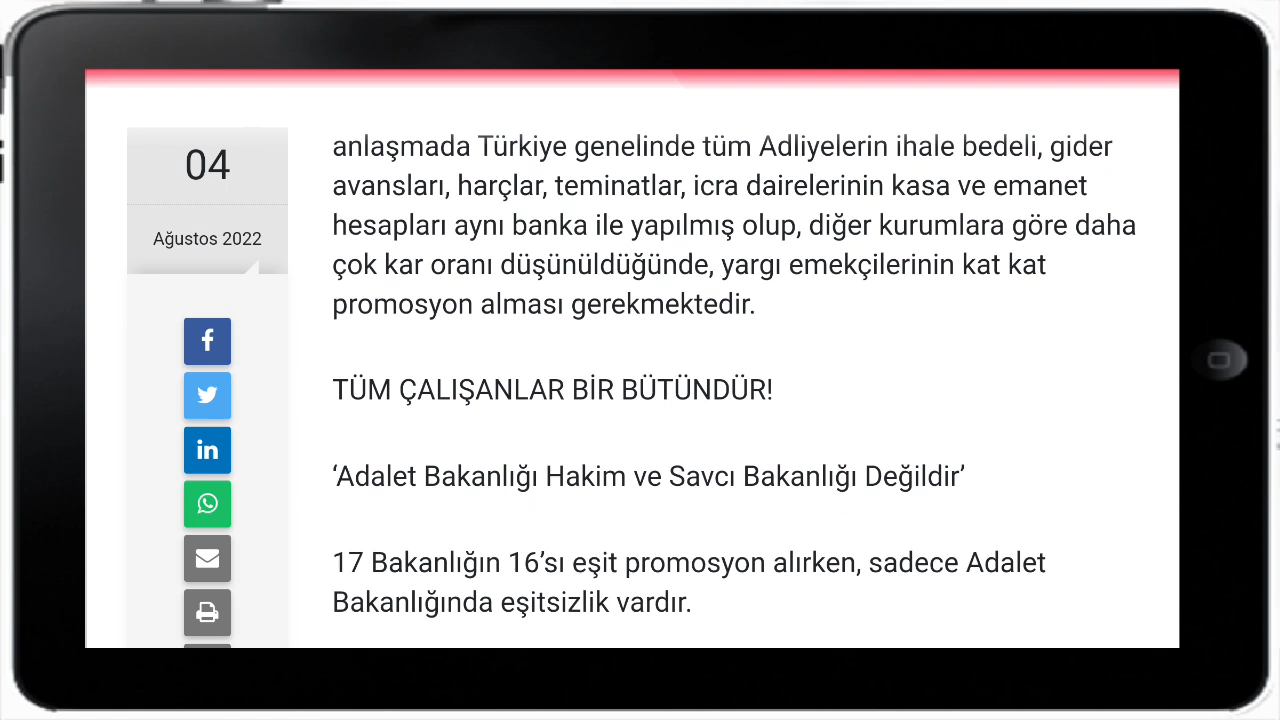 04
Ağustos 2022
anlaşmada Türkiye genelinde tüm Adliyelerin ihale bedeli, gider
avansları, harçlar, teminatlar, icra dairelerinin kasa ve emanet
hesapları aynı banka ile yapılmış olup, diğer kurumlara göre daha
çok kar oranı düşünüldüğünde, yargı emekçilerinin kat kat
promosyon alması gerekmektedir.
TÜM ÇALIŞANLAR BİR BÜTÜNDÜR!
‘Adalet Bakanlığı Hakim ve Savcı Bakanlığı Değildir’
17 Bakanlığın 16’sı eşit promosyon alırken, sadece Adalet
Bakanlığında eşitsizlik vardır.